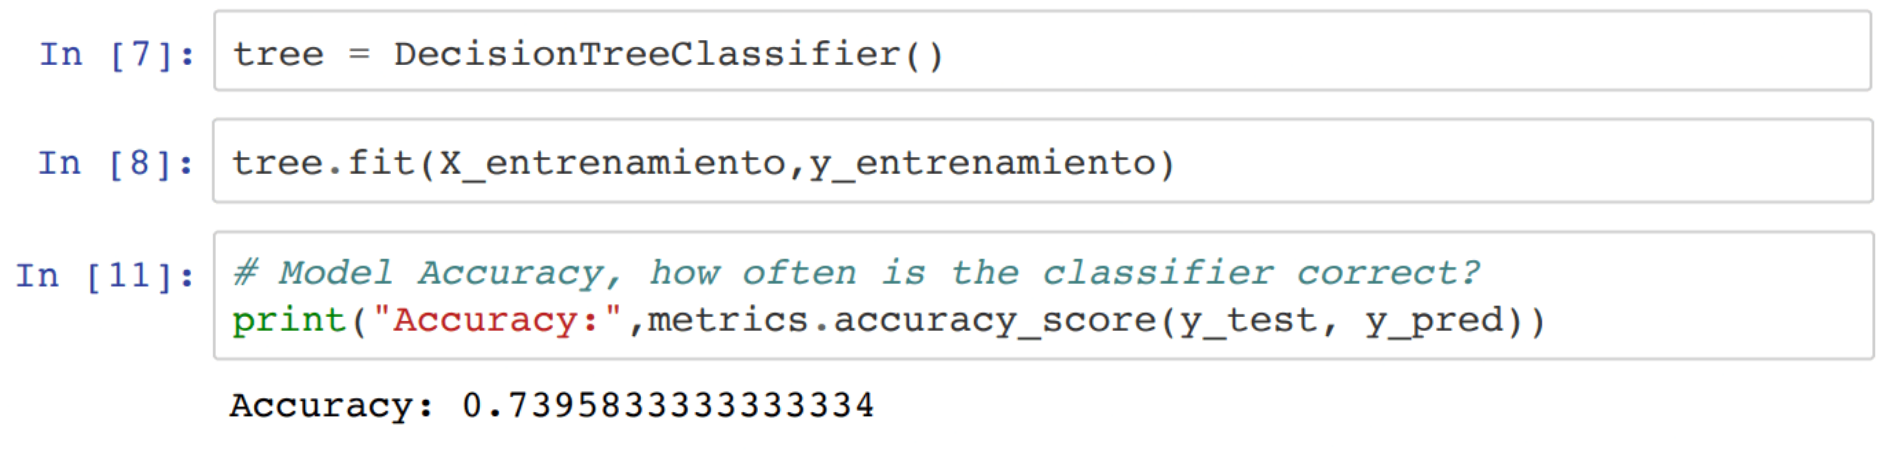 In [7]: tree = DecisionTreeClassifier()
In [8]: tree.fit(X_entrenamiento,y_entrenamiento)
In [11]: # Model Accuracy, how often is the classifier correct?
print("Accuracy:",metrics.accuracy_score(y_test, y_pred))
Accuracy: 0.7395833333333334